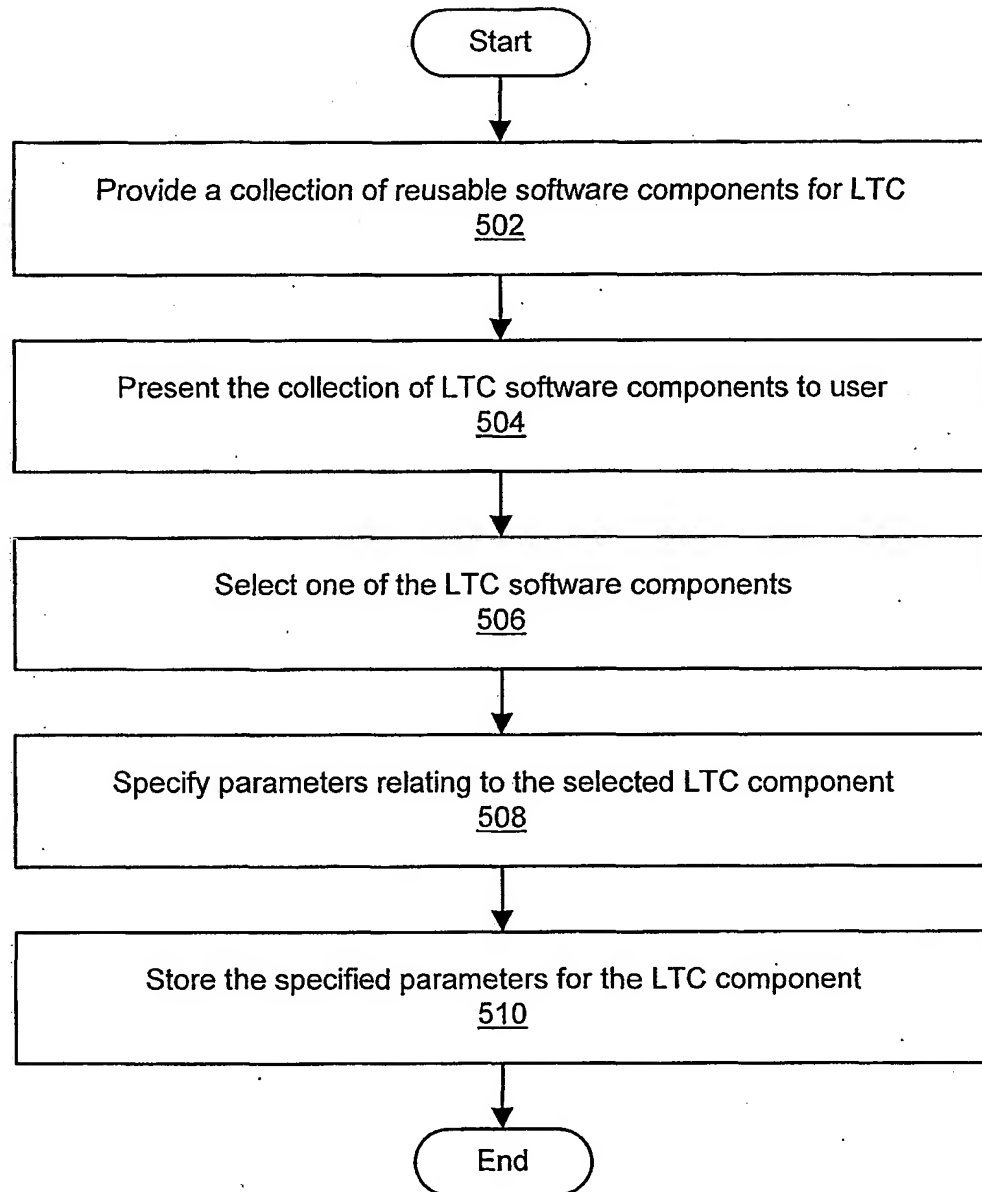 Start
Provide a collection of reusable software components for LTC
502
Present the collection of LTC software components to user
504
Select one of the LTC software components
506
Specify parameters relating to the selected LTC component
508
Store the specified parameters for the LTC component
510
End